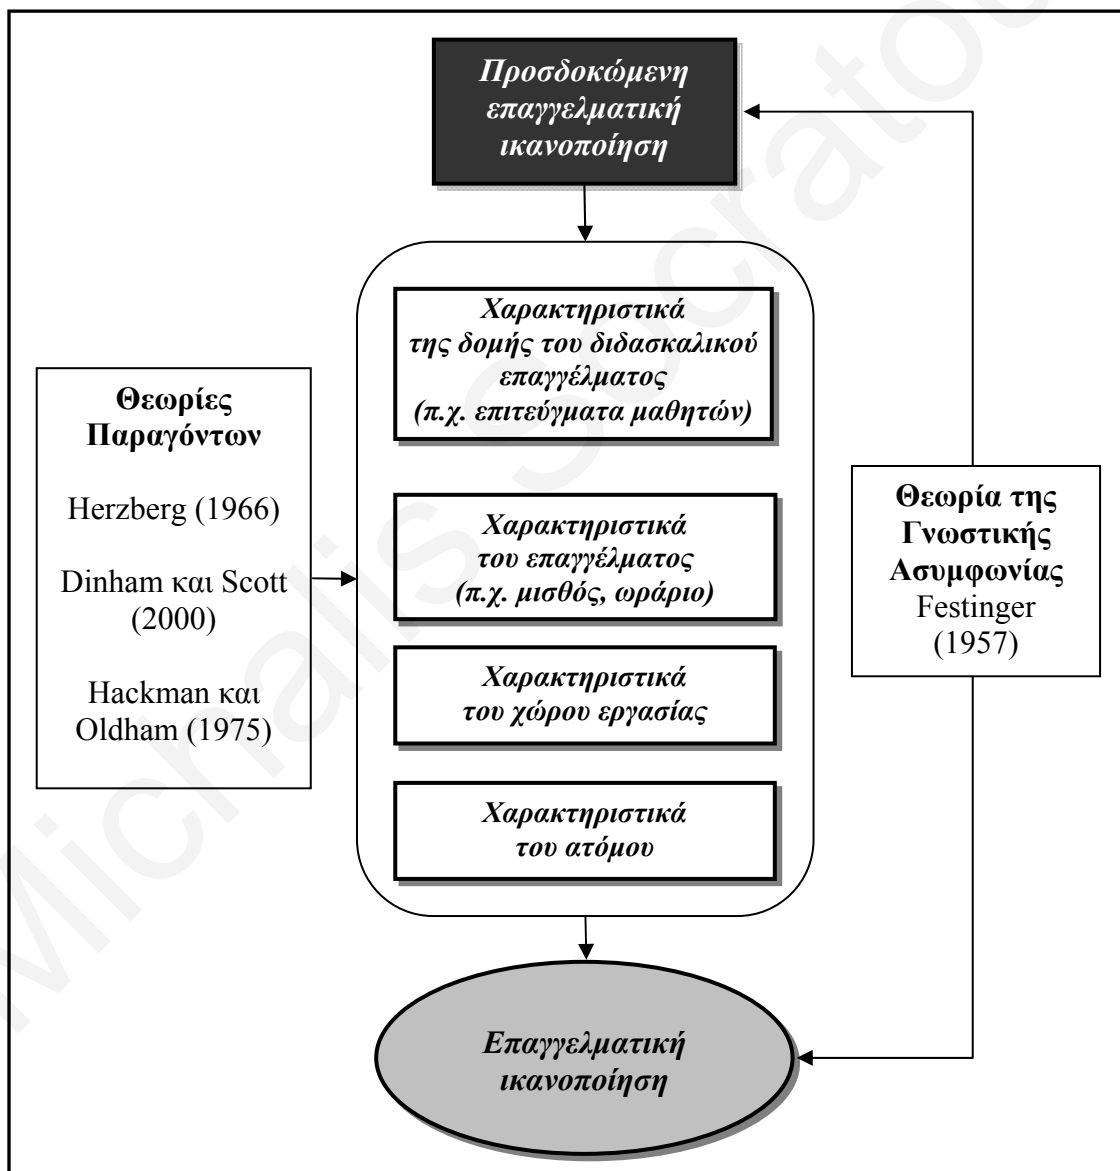 Προσδοκώμενη
επαγγελματική
ικανοποίηση
Χαρακτηριστικά
της δομής του διδασκαλικού
επαγγέλματος
(π.χ. επιτεύγματα μαθητών)
Θεωρίες
Παραγόντων
Herzberg (1966)
Dinham και Scott
(2000)
Hackman και
Oldham (1975)
Χαρακτηριστικά
του επαγγέλματος
(π.χ. μισθός, ωράριο)
Χαρακτηριστικά
του χώρου εργασίας
Χαρακτηριστικά
του ατόμου
Θεωρία της
Γνωστικής
Ασυμφωνίας
Festinger
(1957)
Επαγγελματική
ικανοποίηση
Michalis Socratous